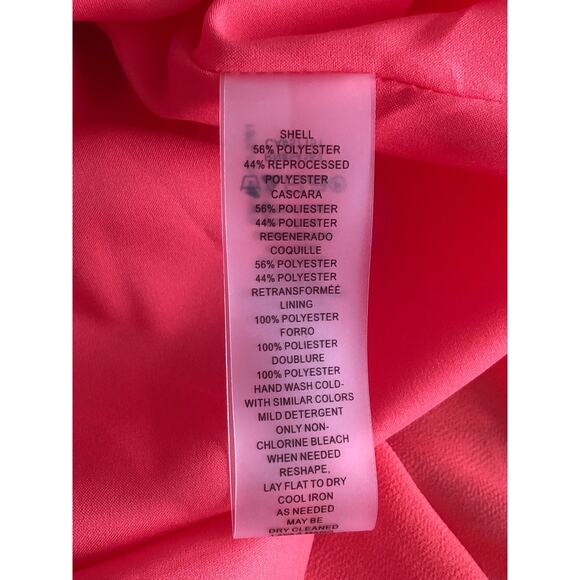 SHELL
56% POLYESTER
44% REPROCESSED
POLYESTER
CASCARA
56% POLIESTER
44% POLIESTER
REGENERADO
COQUILLE
56% POLYESTER
44% POLYESTER
RETRANSFORMÉÉ
LINING
100% POLYESTER
FORRO
100% POLIESTER
DOUBLURE
100% POLYESTER
HAND WASH COLD-
WITH SIMILAR COLORS
MILD DETERGENT
ONLY NON-
CHLORINE BLEACH
WHEN NEEDED
RESHAPE,
LAY FLAT TO DRY
COOL IRON
AS NEEDED
MAY BE
DRY CLEANED